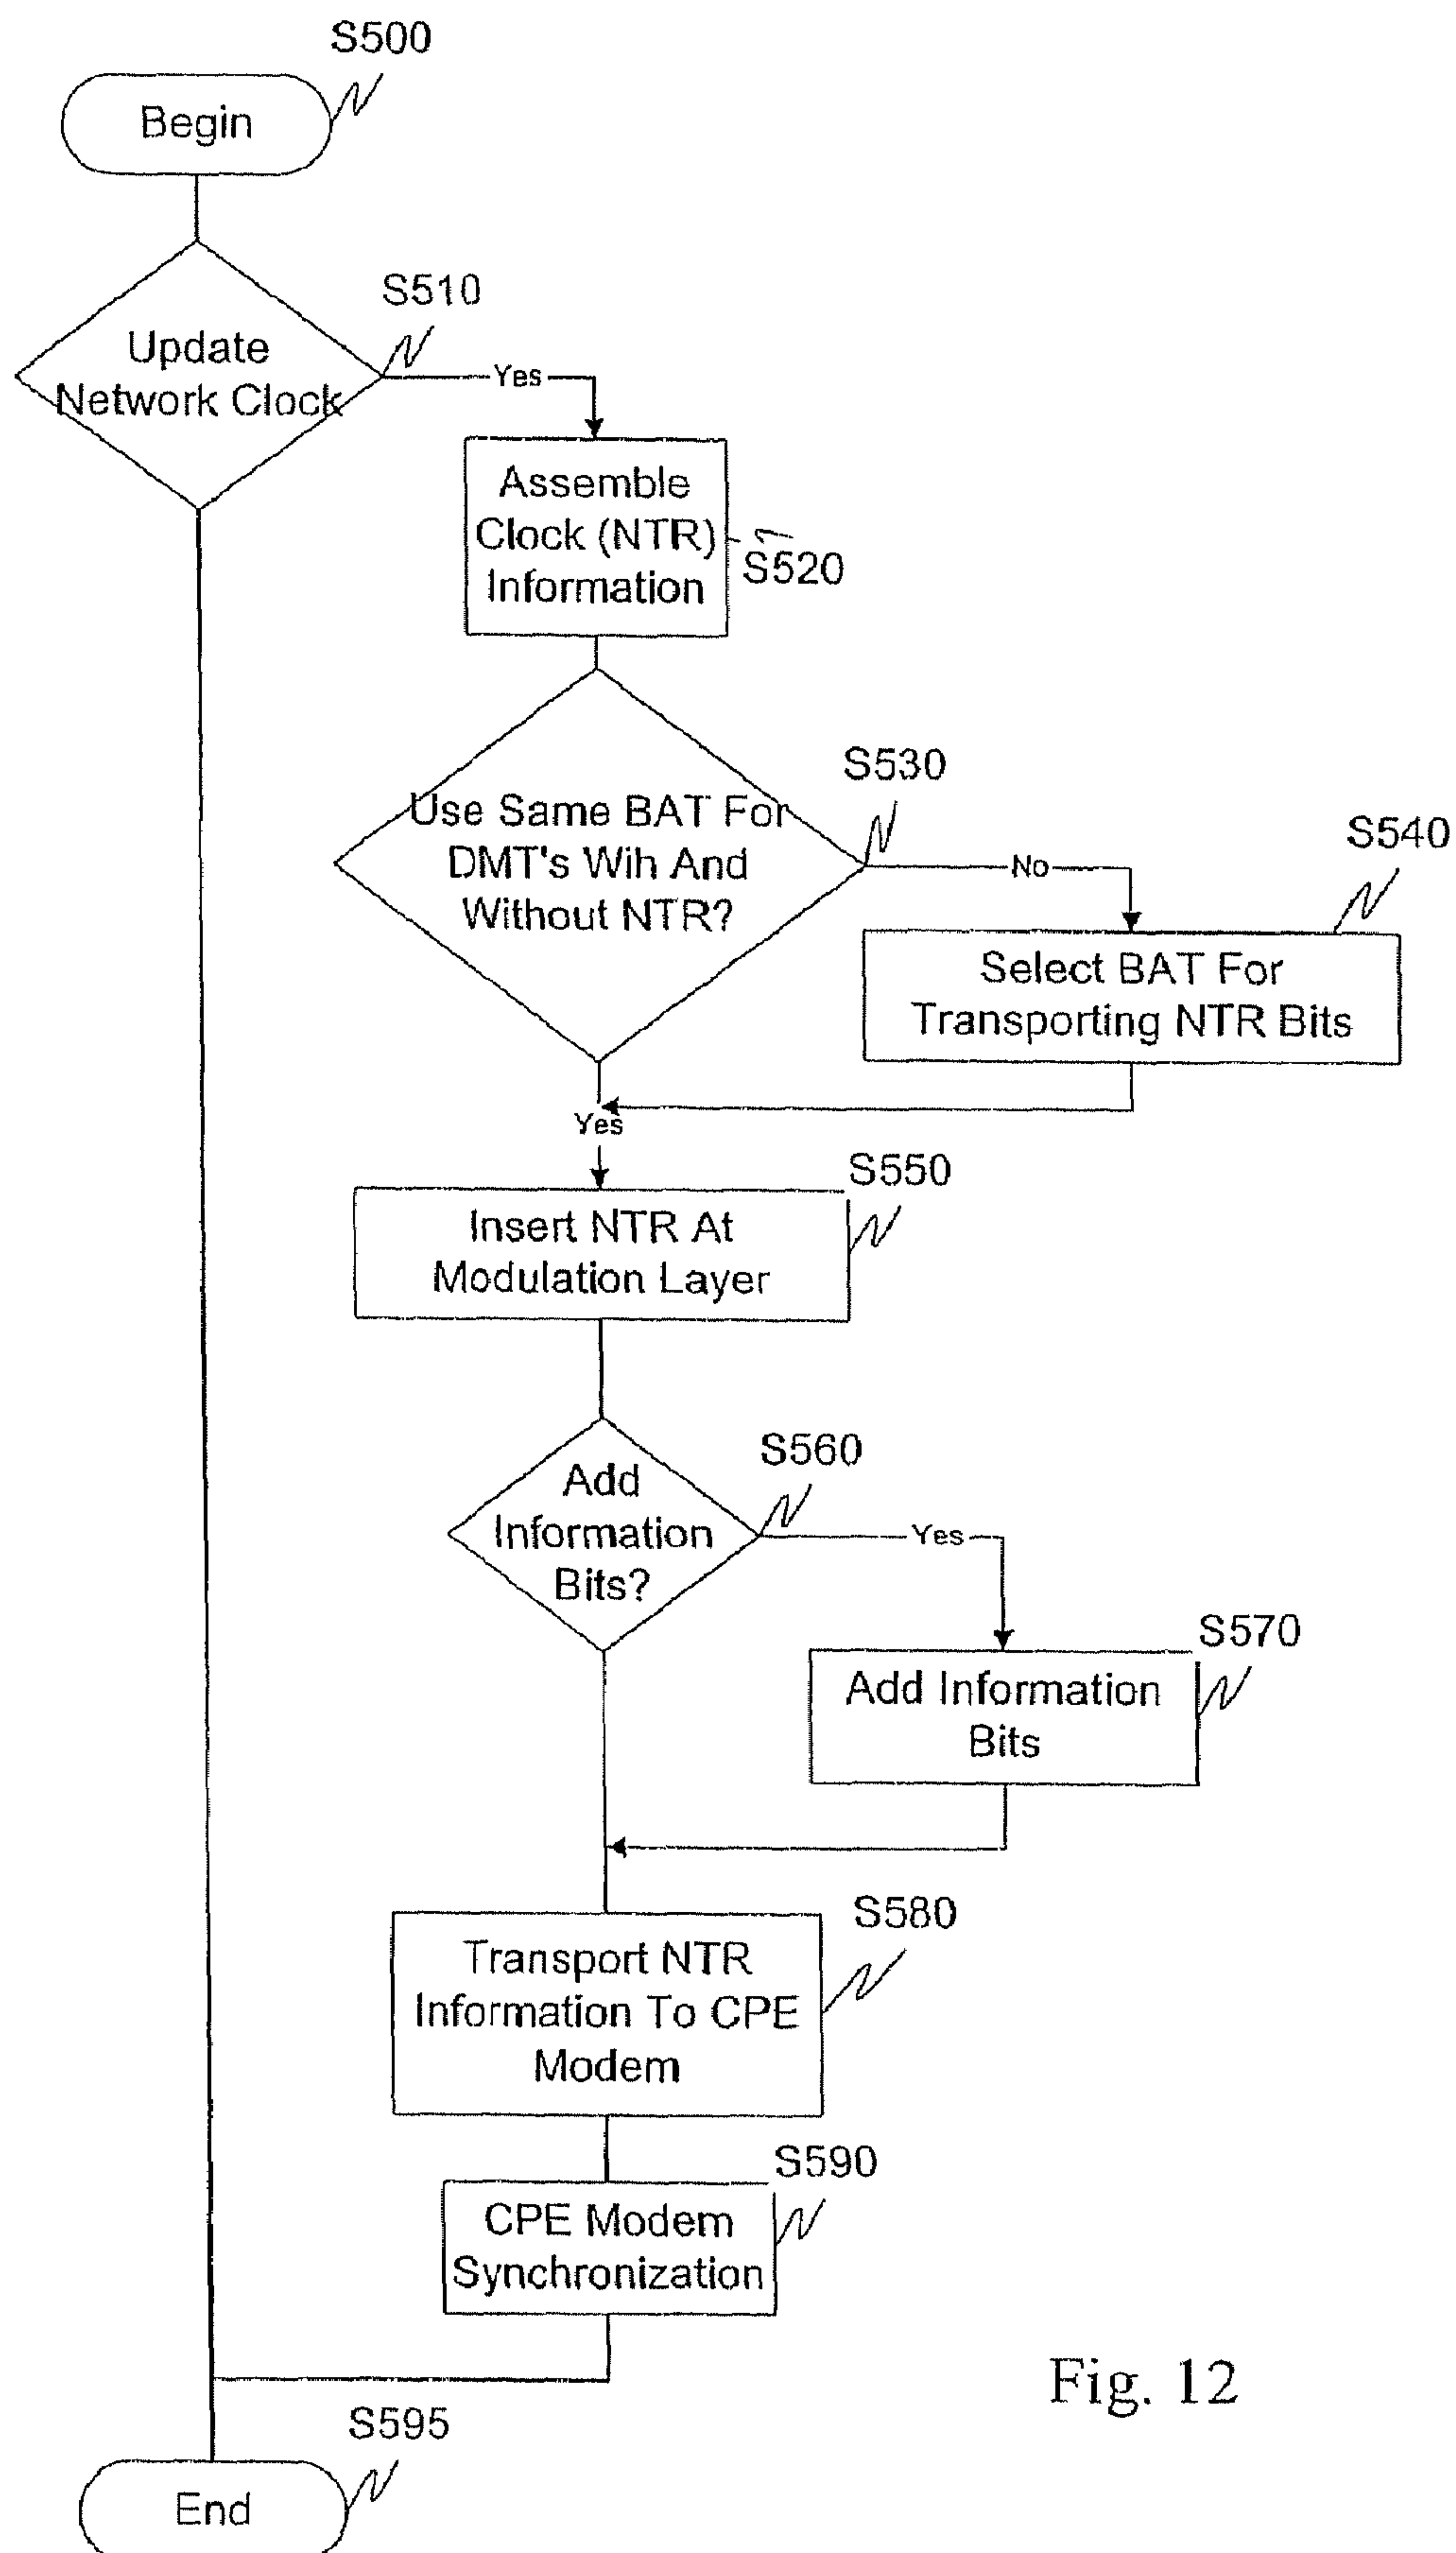 S500
Begin
S510
Update
Network Clock
Yes
Assemble
Clock (NTR)
Information
S520
S530
Use Same BAT For
DMT's Wih And
Without NTR?
No
S540
Select BAT For
Transporting NTR Bits
Yes
S550
Insert NTR At
Modulation Layer
S560
Add
Information
Bits?
Yes
S570
Add Information
Bits
S580
Transport NTR
Information To CPE
Modem
S590
CPE Modem
Synchronization
Fig. 12
S595
End